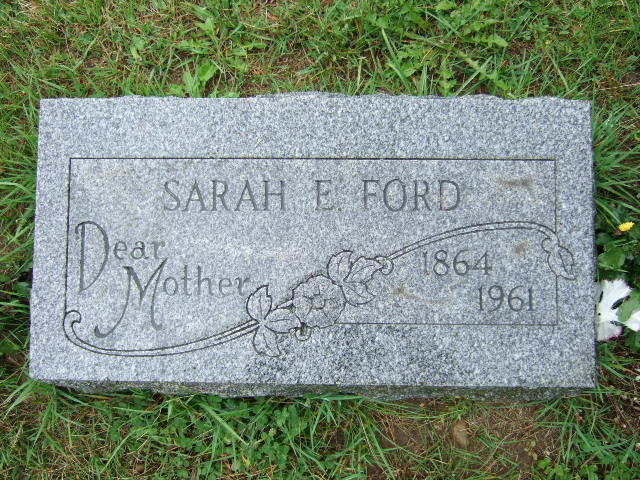 SARAH E. FORD
Dear
Mother
1864
1961